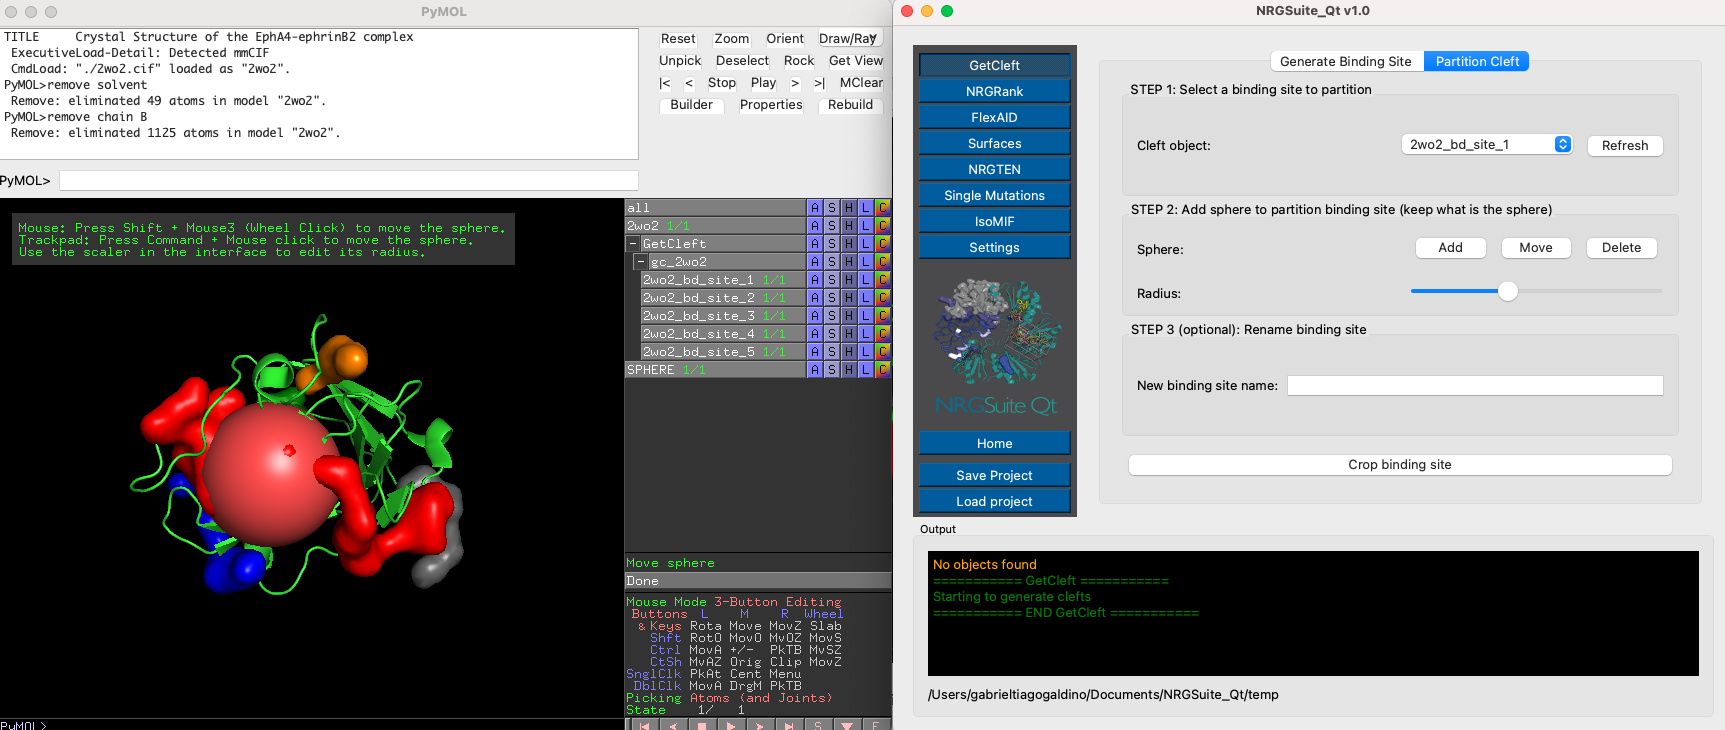 PyMOL
TITLE     Crystal Structure of the EphA4-ephrinB2 complex
ExecutiveLoad-Detail: Detected mmCIF
CmdLoad: "./2wo2.cif" loaded as "2wo2".
PyMOL>remove solvent
Remove: eliminated 49 atoms in model "2wo2".
PyMOL>remove chain B
Remove: eliminated 1125 atoms in model "2wo2".
Reset Zoom Orient Draw/Ray
Unpick Deselect Rock Get View
|< < Stop Play > >| MClear
Builder Properties Rebuild
PyMOL>
Mouse: Press Shift + Mouse3 (Wheel Click) to move the sphere.
Trackpad: Press Command + Mouse click to move the sphere.
Use the scaler in the interface to edit its radius.
all A S H L C
2wo2 1/1 A S H L C
- GetCleft A S H L C
- gc_2wo2 A S H L C
2wo2_bd_site_1 1/1 A S H L C
2wo2_bd_site_2 1/1 A S H L C
2wo2_bd_site_3 1/1 A S H L C
2wo2_bd_site_4 1/1 A S H L C
2wo2_bd_site_5 1/1 A S H L C
SPHERE 1/1 A S H L C
Move sphere
Done
Mouse Mode 3-Button Editing
Buttons L M R Wheel
& Keys Rota Move MovZ Slab
Shft RotO MovO MvOZ MovS
Ctrl MovA +/- PkTB MvSZ
CtSh MvAZ Orig Clip MovZ
SnglClk PkAt Cent Menu
DblClk MovA DrgM PkTB
Picking Atoms (and Joints)
State 1/ 1
S F
PyMOL>
NRGSuite_Qt v1.0
GetCleft
NRGRank
FlexAID
Surfaces
NRGTEN
Single Mutations
IsoMIF
Settings
NRGSuite Qt
Home
Save Project
Load project
Generate Binding Site Partition Cleft
STEP 1: Select a binding site to partition
Cleft object: 2wo2_bd_site_1 Refresh
STEP 2: Add sphere to partition binding site (keep what is the sphere)
Sphere: Add Move Delete
Radius:
STEP 3 (optional): Rename binding site
New binding site name:
Crop binding site
Output
No objects found
=========== GetCleft ===========
Starting to generate clefts
=========== END GetCleft ===========
/Users/gabrieltiagogaldino/Documents/NRGSuite_Qt/temp